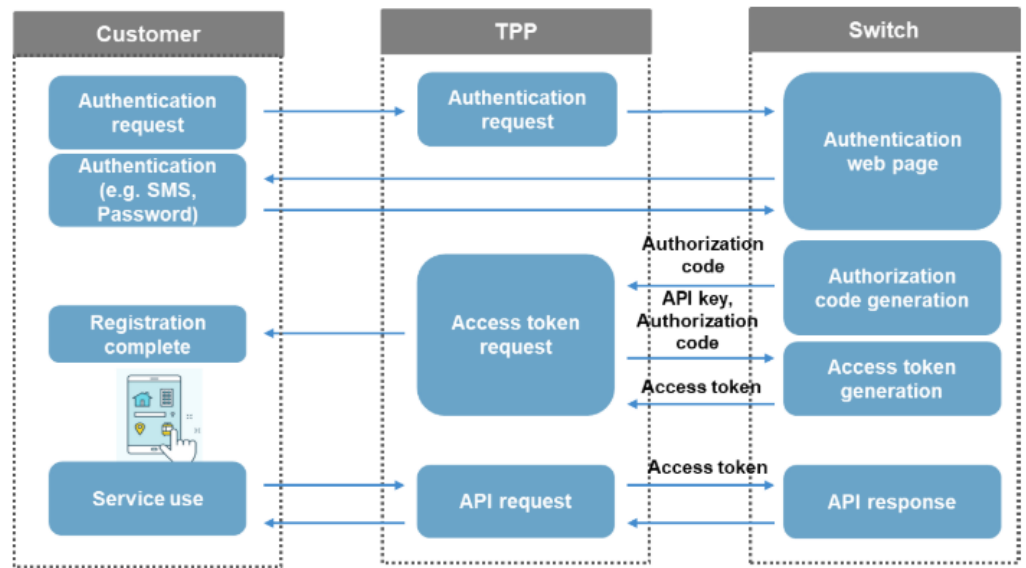 Customer
TPP
Switch
Authentication
request
Authentication
request
Authentication
web page
Authentication
(e.g. SMS,
Password)
Authorization
code
Authorization
code generation
API key,
Authorization
code
Registration
complete
Access token
request
Access token
generation
Access token
Service use
API request
Access token
API response